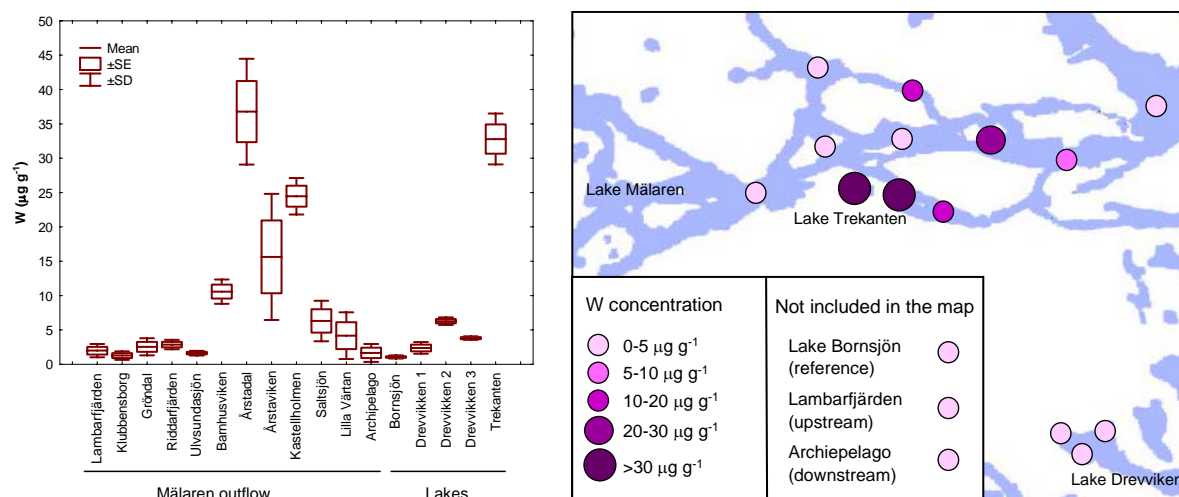 50
45
40
35
30
25
20
15
10
5
0
W (µg g⁻¹)
Mean
±SE
±SD
Lambarfjärden
Klubbensborg
Gröndal
Riddarfjärden
Ulvsundasjön
Barnhusviken
Årstadal
Årstaviken
Kastellholmen
Saltsjön
Lilla Värtan
Archipelago
Bornsjön
Drevvikken 1
Drevvikken 2
Drevvikken 3
Trekanten
Mälaren outflow
Lakes
Lake Mälaren
Lake Trekanten
W concentration
0-5 µg g⁻¹
5-10 µg g⁻¹
10-20 µg g⁻¹
20-30 µg g⁻¹
>30 µg g⁻¹
Not included in the map
Lake Bornsjön
(reference)
Lambarfjärden
(upstream)
Archiepelago
(downstream)
Lake Drevviken